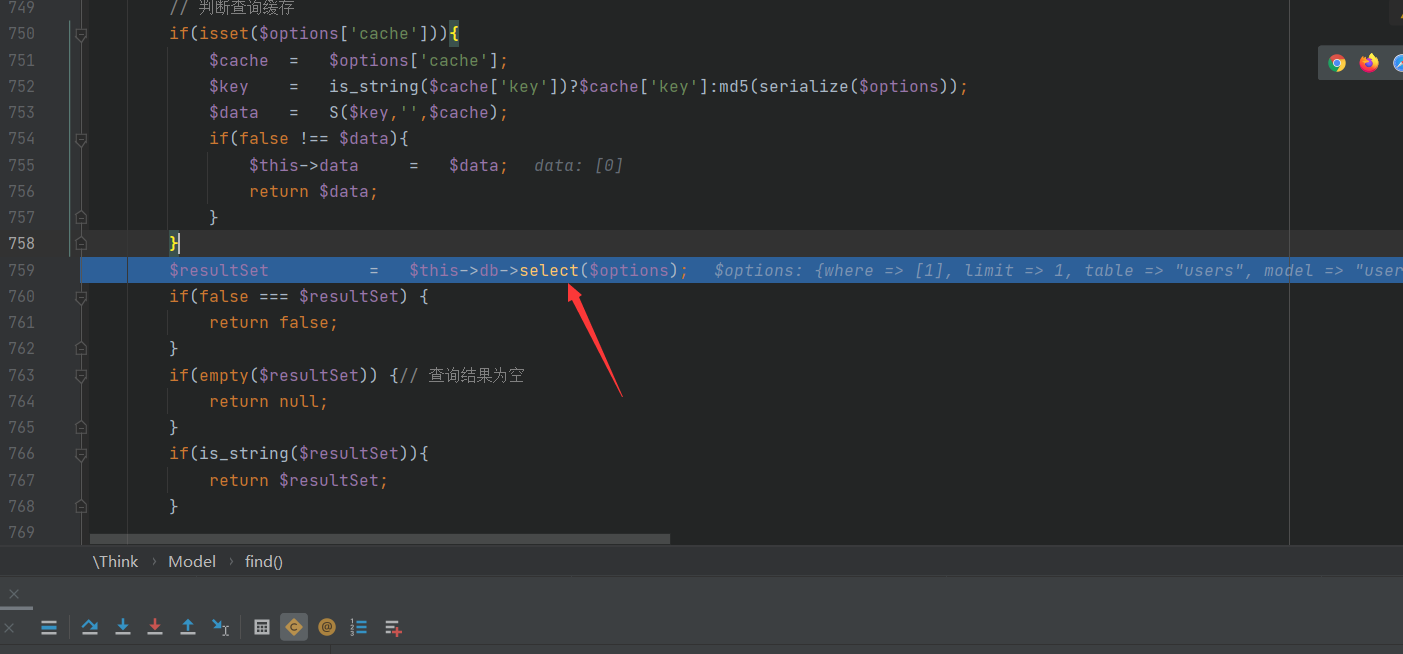 749 // 判断查询缓存
750 if(isset($options['cache'])){
751 $cache = $options['cache'];
752 $key = is_string($cache['key'])?$cache['key']:md5(serialize($options));
753 $data = S($key,'',$cache);
754 if(false !== $data){
755 $this->data = $data; data: [0]
756 return $data;
757 }
758 }
759 $resultSet = $this->db->select($options); $options: {where => [1], limit => 1, table => "users", model => "user
760 if(false === $resultSet) {
761 return false;
762 }
763 if(empty($resultSet)) {// 查询结果为空
764 return null;
765 }
766 if(is_string($resultSet)){
767 return $resultSet;
768 }
769
\Think › Model › find()